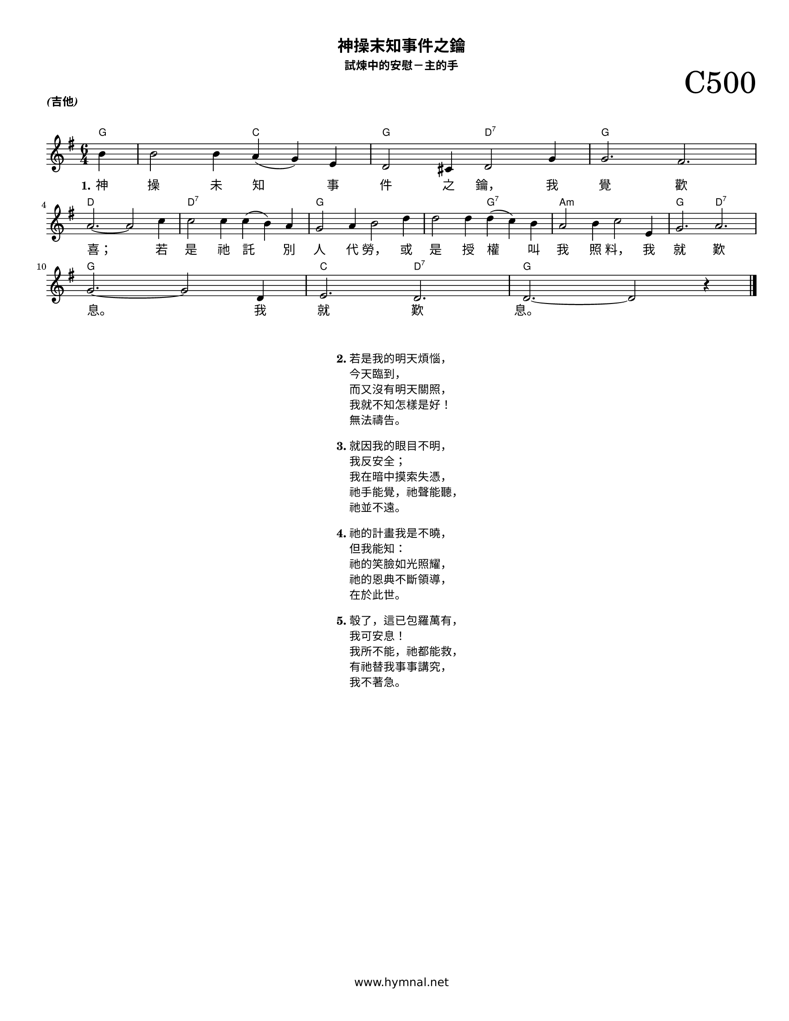 神操末知事件之鑰
試煉中的安慰－主的手
C500
(吉他)
G C G D7 G
1. 神 操 未 知 事 件 之 鑰， 我 覺 歡
4 D D7 G G7 Am G D7
喜； 若 是 祂 託 別 人 代 勞， 或 是 授 權 叫 我 照 料， 我 就 歎
10 G C D7 G
息。 我 就 歎 息。
2. 若是我的明天煩惱，
今天臨到，
而又沒有明天關照，
我就不知怎樣是好！
無法禱告。
3. 就因我的眼目不明，
我反安全；
我在暗中摸索失憑，
祂手能覺，祂聲能聽，
祂並不遠。
4. 祂的計畫我是不曉，
但我能知：
祂的笑臉如光照耀，
祂的恩典不斷領導，
在於此世。
5. 彀了，這已包羅萬有，
我可安息！
我所不能，祂都能救，
有祂替我事事講究，
我不著急。
www.hymnal.net